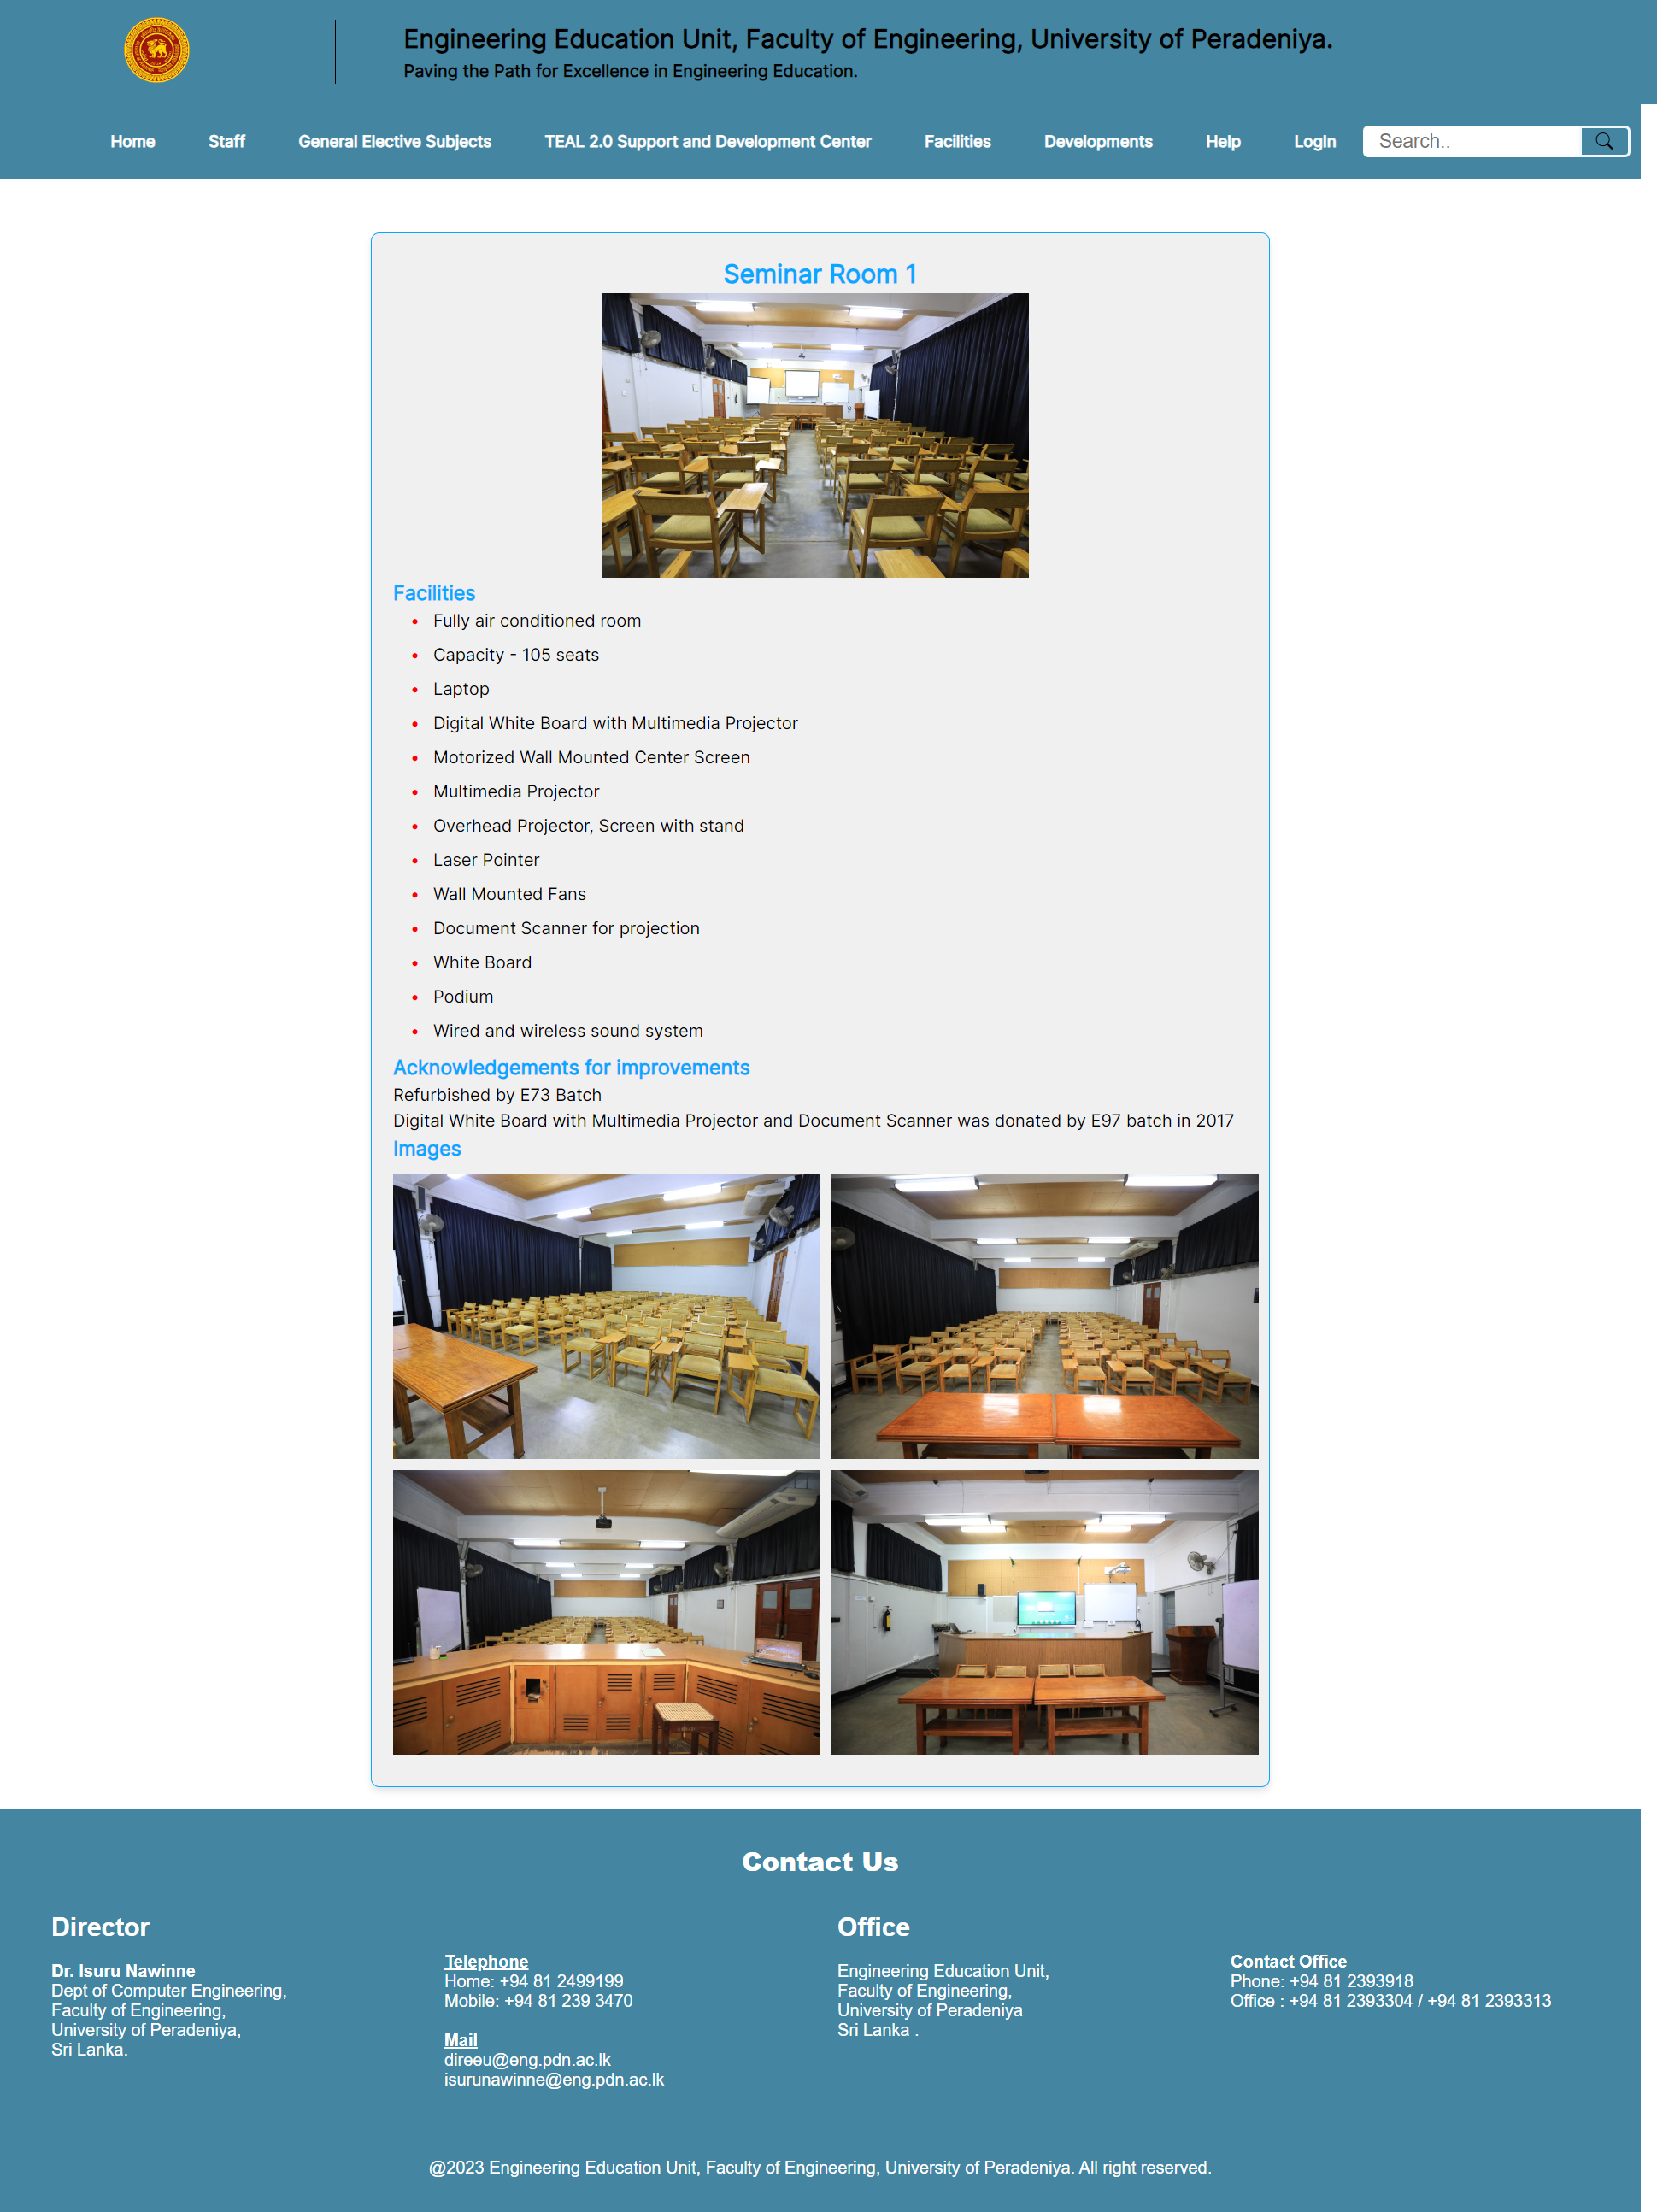 Engineering Education Unit, Faculty of Engineering, University of Peradeniya.
Paving the Path for Excellence in Engineering Education.
Home Staff General Elective Subjects TEAL 2.0 Support and Development Center Facilities Developments Help LogIn Search..
Seminar Room 1
Facilities
• Fully air conditioned room
• Capacity - 105 seats
• Laptop
• Digital White Board with Multimedia Projector
• Motorized Wall Mounted Center Screen
• Multimedia Projector
• Overhead Projector, Screen with stand
• Laser Pointer
• Wall Mounted Fans
• Document Scanner for projection
• White Board
• Podium
• Wired and wireless sound system
Acknowledgements for improvements
Refurbished by E73 Batch
Digital White Board with Multimedia Projector and Document Scanner was donated by E97 batch in 2017
Images
Contact Us
Director
Dr. Isuru Nawinne
Dept of Computer Engineering,
Faculty of Engineering,
University of Peradeniya,
Sri Lanka.
Telephone
Home: +94 81 2499199
Mobile: +94 81 239 3470
Mail
direeu@eng.pdn.ac.lk
isurunawinne@eng.pdn.ac.lk
Office
Engineering Education Unit,
Faculty of Engineering,
University of Peradeniya
Sri Lanka .
Contact Office
Phone: +94 81 2393918
Office : +94 81 2393304 / +94 81 2393313
@2023 Engineering Education Unit, Faculty of Engineering, University of Peradeniya. All right reserved.